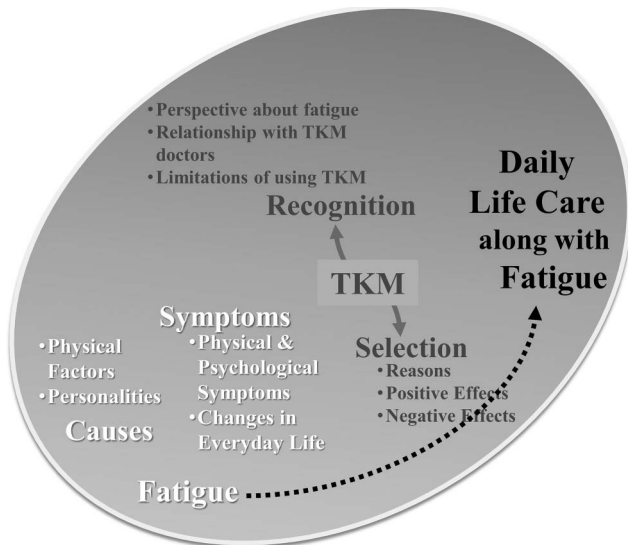 •Perspective about fatigue
•Relationship with TKM
doctors
•Limitations of using TKM
Recognition
Daily
Life Care
along with
Fatigue
TKM
Symptoms
•Physical &
Psychological
Symptoms
•Changes in
Everyday Life
•Physical
Factors
•Personalities
Causes
Selection
•Reasons
•Positive Effects
•Negative Effects
Fatigue